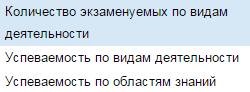 Количество экзаменуемых по видам
деятельности
Успеваемость по видам деятельности
Успеваемость по областям знаний